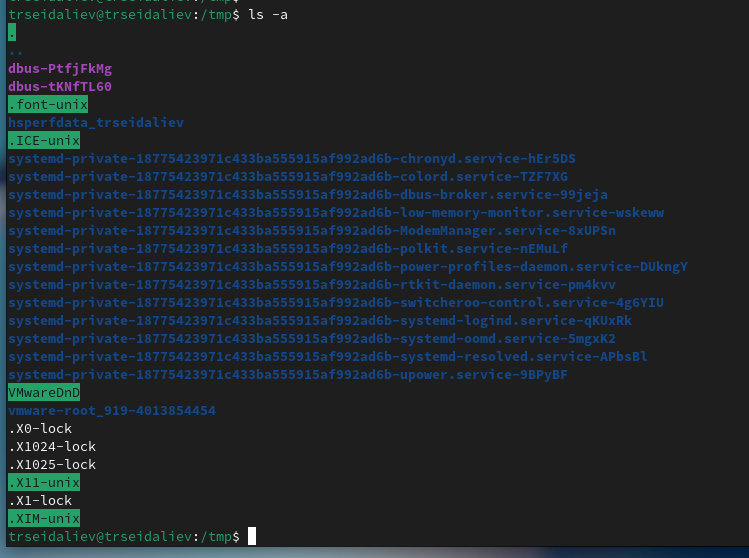 trseidaliev@trseidaliev:/tmp$
trseidaliev@trseidaliev:/tmp$ ls -a
.
..
dbus-PtfjFkMg
dbus-tKNfTL60
.font-unix
hsperfdata_trseidaliev
.ICE-unix
systemd-private-18775423971c433ba555915af992ad6b-chronyd.service-hEr5DS
systemd-private-18775423971c433ba555915af992ad6b-colord.service-TZF7XG
systemd-private-18775423971c433ba555915af992ad6b-dbus-broker.service-99jeja
systemd-private-18775423971c433ba555915af992ad6b-low-memory-monitor.service-wskeww
systemd-private-18775423971c433ba555915af992ad6b-ModemManager.service-8xUPSn
systemd-private-18775423971c433ba555915af992ad6b-polkit.service-nEMuLf
systemd-private-18775423971c433ba555915af992ad6b-power-profiles-daemon.service-DUkngY
systemd-private-18775423971c433ba555915af992ad6b-rtkit-daemon.service-pm4kvv
systemd-private-18775423971c433ba555915af992ad6b-switcheroo-control.service-4g6YIU
systemd-private-18775423971c433ba555915af992ad6b-systemd-logind.service-qKUxRk
systemd-private-18775423971c433ba555915af992ad6b-systemd-oomd.service-5mgxK2
systemd-private-18775423971c433ba555915af992ad6b-systemd-resolved.service-APbsBl
systemd-private-18775423971c433ba555915af992ad6b-upower.service-9BPyBF
VMwareDnD
vmware-root_919-4013854454
.X0-lock
.X1024-lock
.X1025-lock
.X11-unix
.X1-lock
.XIM-unix
trseidaliev@trseidaliev:/tmp$